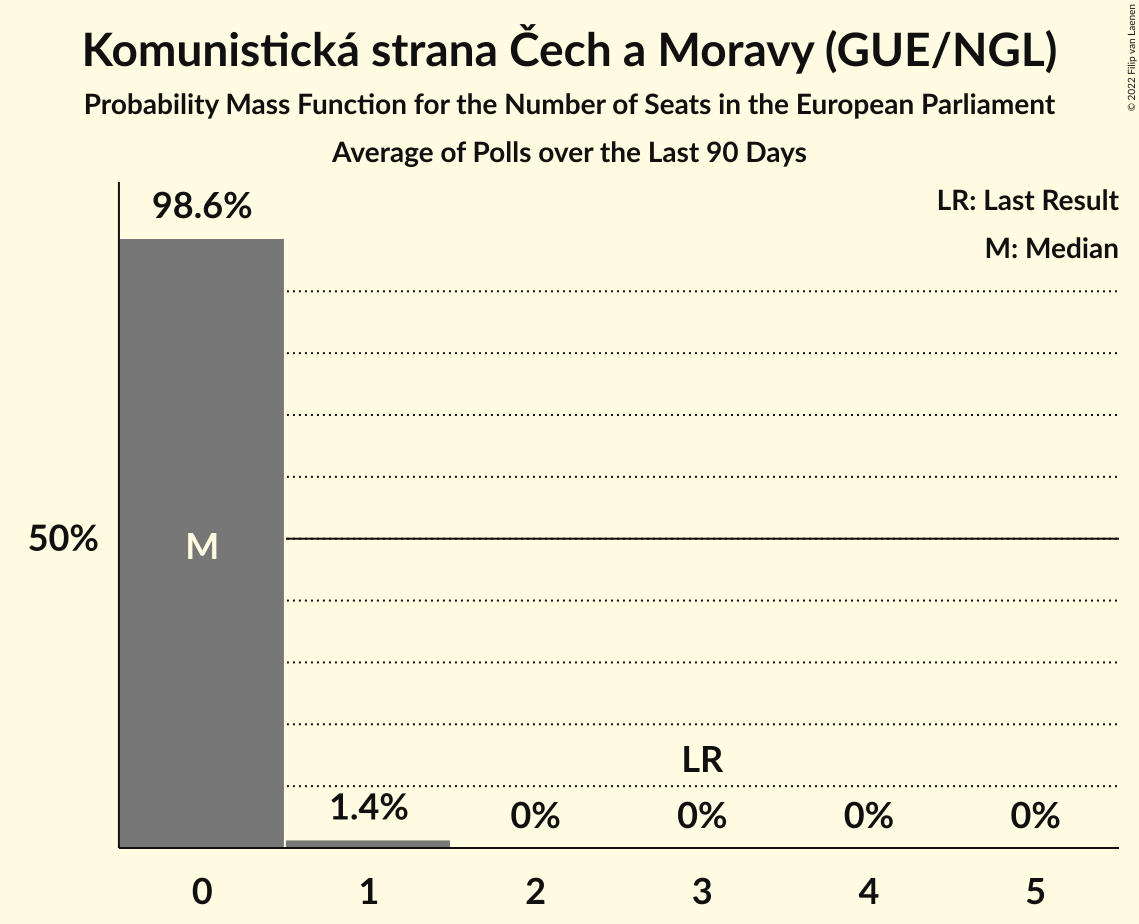 Komunistická strana Čech a Moravy (GUE/NGL)
Probability Mass Function for the Number of Seats in the European Parliament
Average of Polls over the Last 90 Days
© 2022 Filip van Laenen
LR: Last Result
M: Median
98.6%
50%
M
LR
1.4%
0%
0%
0%
0%
0
1
2
3
4
5